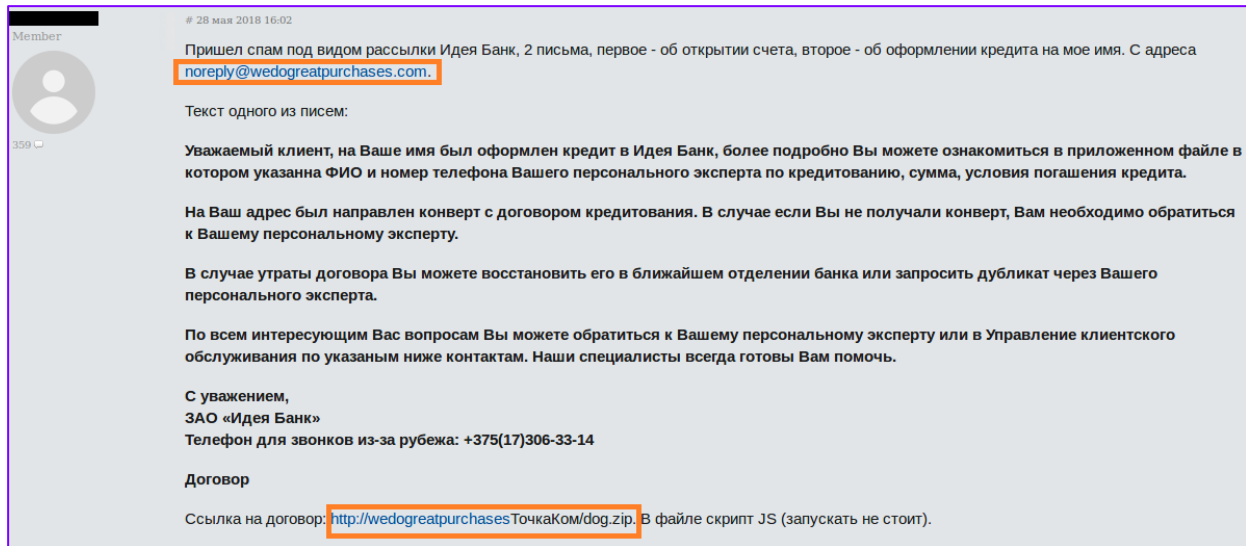 # 28 мая 2018 16:02
Member
Пришел спам под видом рассылки Идея Банк, 2 письма, первое - об открытии счета, второе - об оформлении кредита на мое имя. С адреса
noreply@wedogreatpurchases.com.
Текст одного из писем:
359
Уважаемый клиент, на Ваше имя был оформлен кредит в Идея Банк, более подробно Вы можете ознакомиться в приложенном файле в
котором указанна ФИО и номер телефона Вашего персонального эксперта по кредитованию, сумма, условия погашения кредита.
На Ваш адрес был направлен конверт с договором кредитования. В случае если Вы не получали конверт, Вам необходимо обратиться
к Вашему персональному эксперту.
В случае утраты договора Вы можете восстановить его в ближайшем отделении банка или запросить дубликат через Вашего
персонального эксперта.
По всем интересующим Вас вопросам Вы можете обратиться к Вашему персональному эксперту или в Управление клиентского
обслуживания по указаным ниже контактам. Наши специалисты всегда готовы Вам помочь.
С уважением,
ЗАО «Идея Банк»
Телефон для звонков из-за рубежа: +375(17)306-33-14
Договор
Ссылка на договор: http://wedogreatpurchasesТочкаКом/dog.zip. В файле скрипт JS (запускать не стоит).